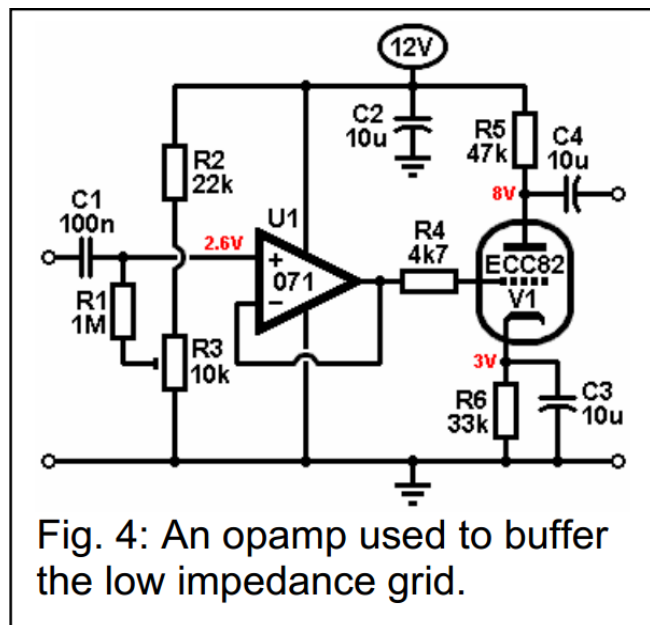 12V
C2
10u
R5
47k
C4
10u
8V
R2
22k
C1
100n
2.6V
U1
+
071
−
R4
4k7
ECC82
V1
R1
1M
R3
10k
3V
R6
33k
C3
10u
Fig. 4: An opamp used to buffer
the low impedance grid.